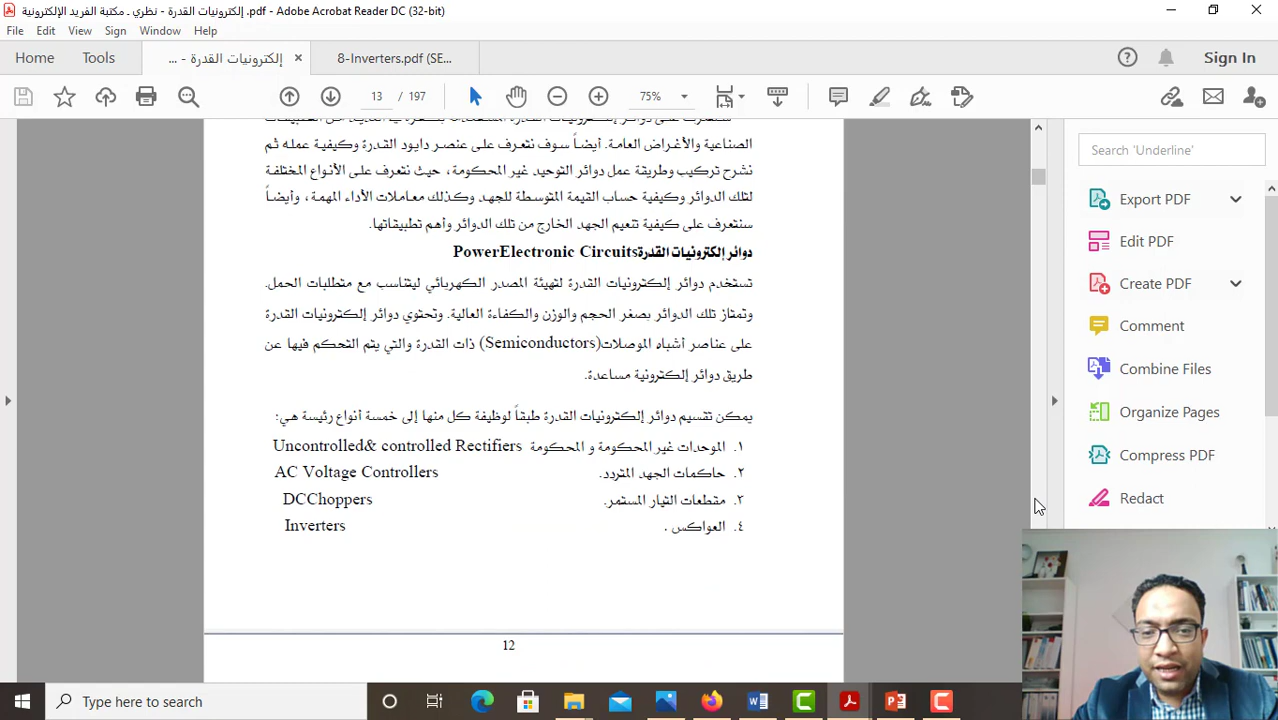 إلكترونيات القدرة - نظري ـ مكتبة الفريد الإلكترونية .pdf - Adobe Acrobat Reader DC (32-bit)
File Edit View Sign Window Help
Home Tools إلكترونيات القدرة - ... 8-Inverters.pdf (SE... Sign In
13 / 197 75%
الصناعية والأغراض العامة. أيضاً سوف نتعرف على عنصر دايود القدرة وكيفية عمله ثم
نشرح تركيب وطريقة عمل دوائر التوحيد غير المحكومة، حيث نتعرف على الأنواع المختلفة
لتلك الدوائر وكيفية حساب القيمة المتوسطة للجهد وكذلك معاملات الأداء المهمة، وأيضاً
سنتعرف على كيفية تنعيم الجهد الخارج من تلك الدوائر وأهم تطبيقاتها.
دوائر إلكترونيات القدرةPowerElectronic Circuits
تستخدم دوائر إلكترونيات القدرة لتهيئة المصدر الكهربائي ليتناسب مع متطلبات الحمل.
وتمتاز تلك الدوائر بصغر الحجم والوزن والكفاءة العالية. وتحتوي دوائر إلكترونيات القدرة
على عناصر أشباه الموصلات(Semiconductors) ذات القدرة والتي يتم التحكم فيها عن
طريق دوائر إلكترونية مساعدة.
يمكن تقسيم دوائر إلكترونيات القدرة طبقاً لوظيفة كل منها إلى خمسة أنواع رئيسة هي:
١. الموحدات غير المحكومة و المحكومة Uncontrolled& controlled Rectifiers
٢. حاكمات الجهد المتردد. AC Voltage Controllers
٣. مقطعات التيار المستمر. DCChoppers
٤. العواكس . Inverters
12
Search 'Underline'
Export PDF
Edit PDF
Create PDF
Comment
Combine Files
Organize Pages
Compress PDF
Redact
Type here to search